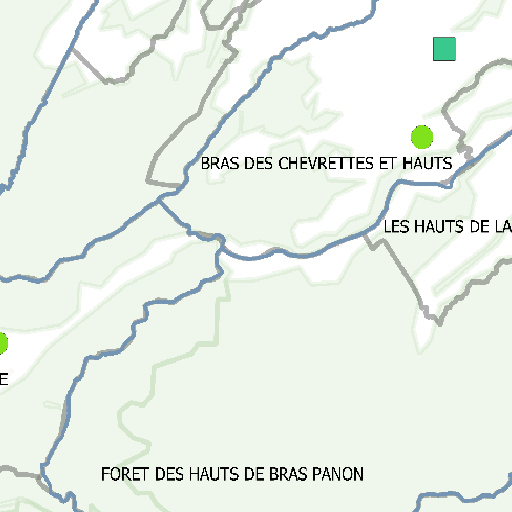 BRAS DES CHEVRETTES ET HAUTS
LES HAUTS DE LA
E
FORET DES HAUTS DE BRAS PANON